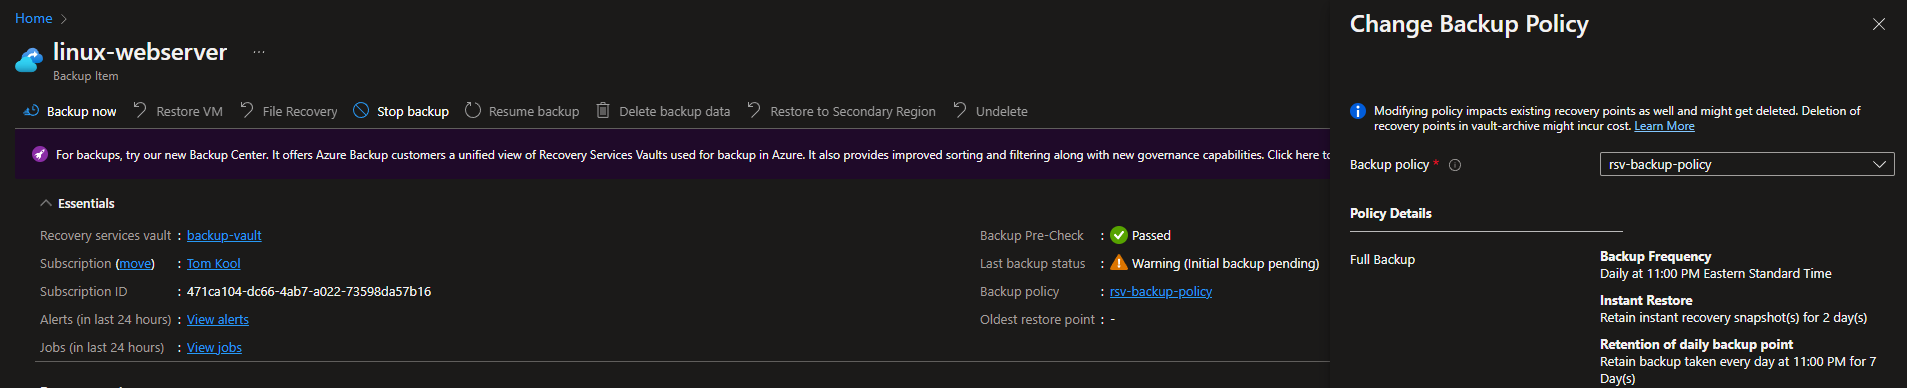 Home >
linux-webserver ...
Backup Item
Backup now Restore VM File Recovery Stop backup Resume backup Delete backup data Restore to Secondary Region Undelete
For backups, try our new Backup Center. It offers Azure Backup customers a unified view of Recovery Services Vaults used for backup in Azure. It also provides improved sorting and filtering along with new governance capabilities. Click here to
Essentials
Recovery services vault : backup-vault
Subscription (move) : Tom Kool
Subscription ID : 471ca104-dc66-4ab7-a022-73598da57b16
Alerts (in last 24 hours) : View alerts
Jobs (in last 24 hours) : View jobs
Backup Pre-Check : Passed
Last backup status : Warning (Initial backup pending)
Backup policy : rsv-backup-policy
Oldest restore point : -
Change Backup Policy
Modifying policy impacts existing recovery points as well and might get deleted. Deletion of
recovery points in vault-archive might incur cost. Learn More
Backup policy * rsv-backup-policy
Policy Details
Full Backup
Backup Frequency
Daily at 11:00 PM Eastern Standard Time
Instant Restore
Retain instant recovery snapshot(s) for 2 day(s)
Retention of daily backup point
Retain backup taken every day at 11:00 PM for 7
Day(s)